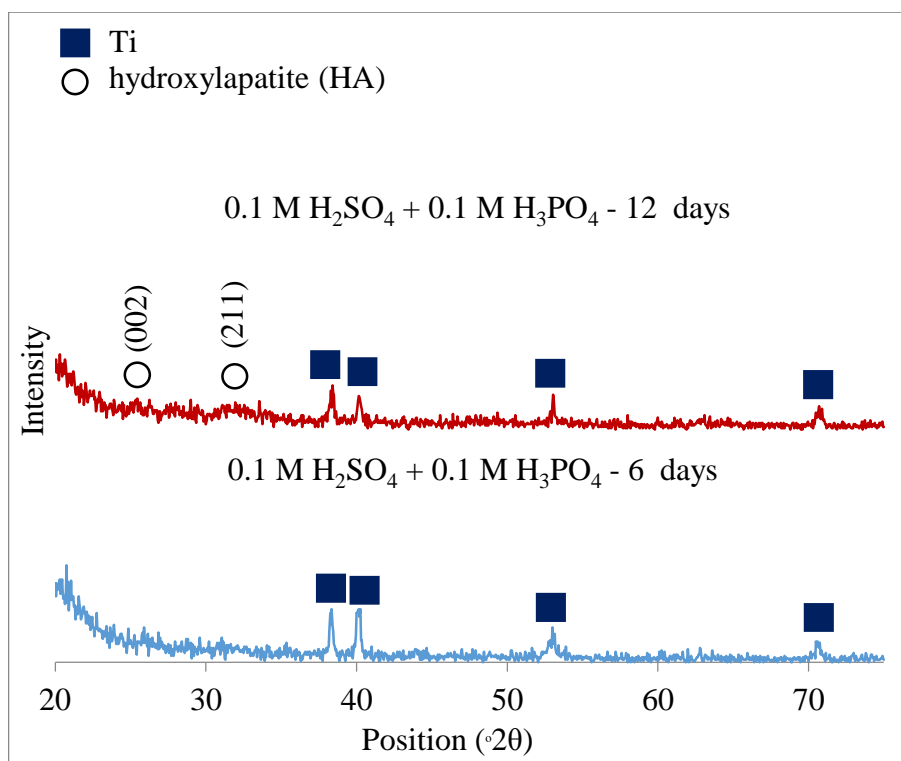 Ti
hydroxylapatite (HA)
0.1 M H₂SO₄ + 0.1 M H₃PO₄ - 12 days
(002)
(211)
Intensity
0.1 M H₂SO₄ + 0.1 M H₃PO₄ - 6 days
20 30 40 50 60 70
Position (°2θ)